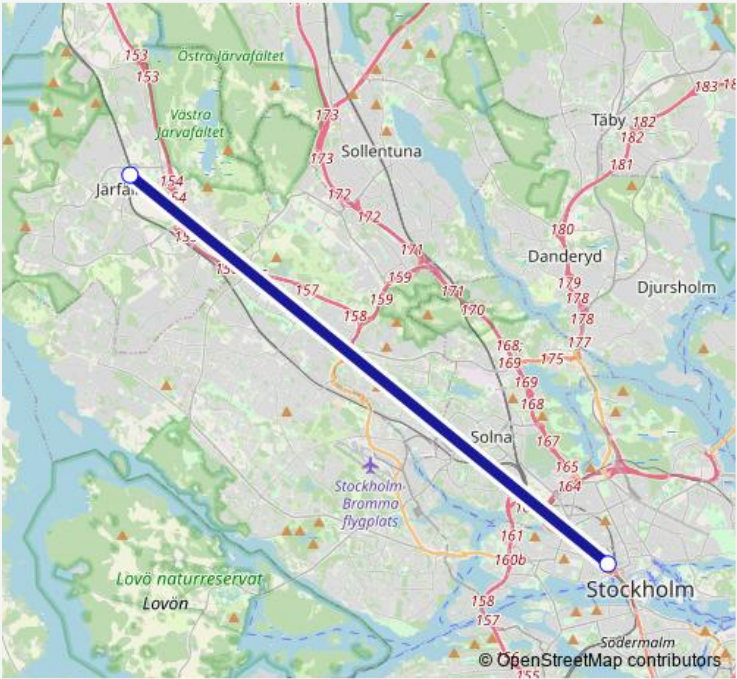 153
153
Östra Järvafältet
Västra
Järvafältet
173
173
Sollentuna
183
Täby
182
182
181
Järfäl
154
172
172
180
171
Danderyd
159
179
Djursholm
157
159
171
178
170
158
178
177
168;
169
175
169
168
Solna
167
165
164
Stockholm-
Bromma
flygplats
161
160b
Lovö naturreservat
Lovön
Stockholm
158
157
Södermalm
155
© OpenStreetMap contributors